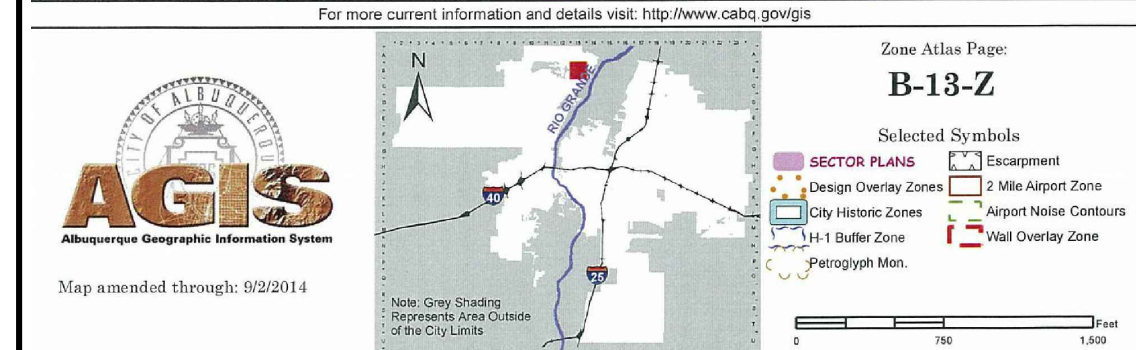 For more current information and details visit: http://www.cabq.gov/gis
CITY OF ALBUQUERQUE
AGIS
Albuquerque Geographic Information System
Map amended through: 9/2/2014
N
RIO GRANDE
40
25
Note: Grey Shading
Represents Area Outside
of the City Limits
Zone Atlas Page:
B-13-Z
Selected Symbols
SECTOR PLANS
Escarpment
Design Overlay Zones
2 Mile Airport Zone
City Historic Zones
Airport Noise Contours
H-1 Buffer Zone
Wall Overlay Zone
Petroglyph Mon.
Feet
0 750 1,500